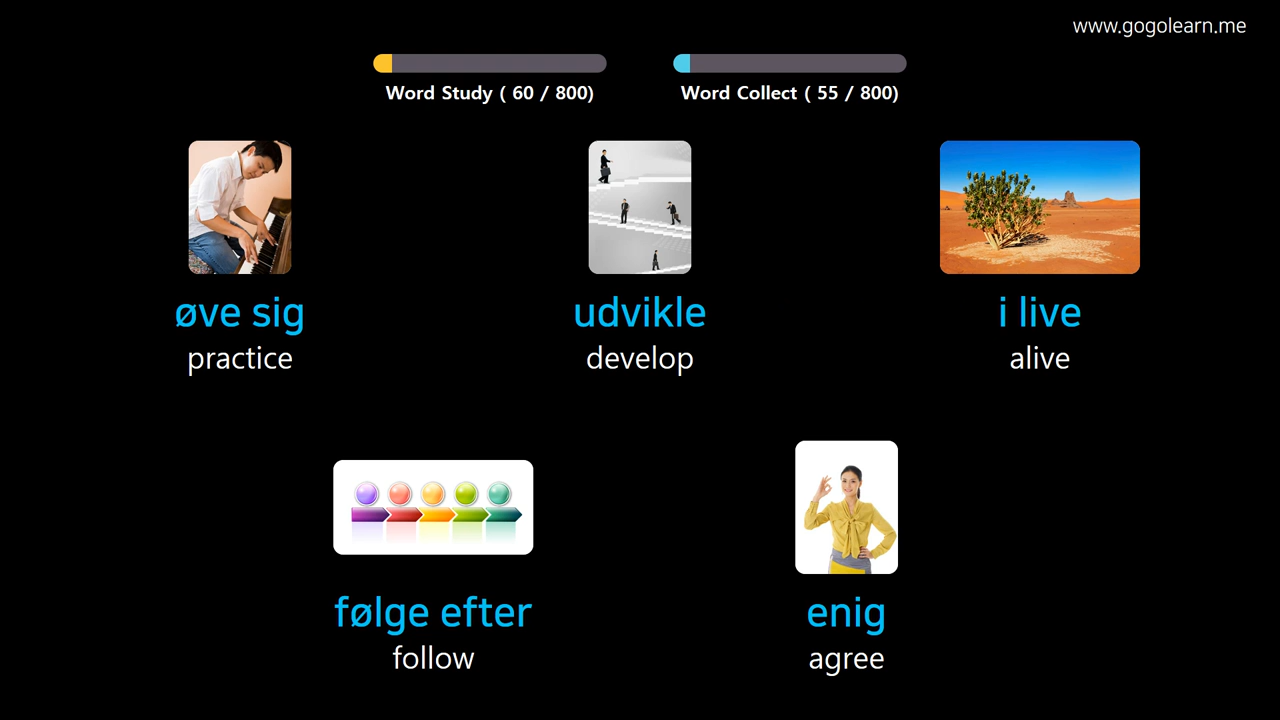 www.gogolearn.me
Word Study ( 60 / 800)
Word Collect ( 55 / 800)
øve sig
practice
udvikle
develop
i live
alive
følge efter
follow
enig
agree